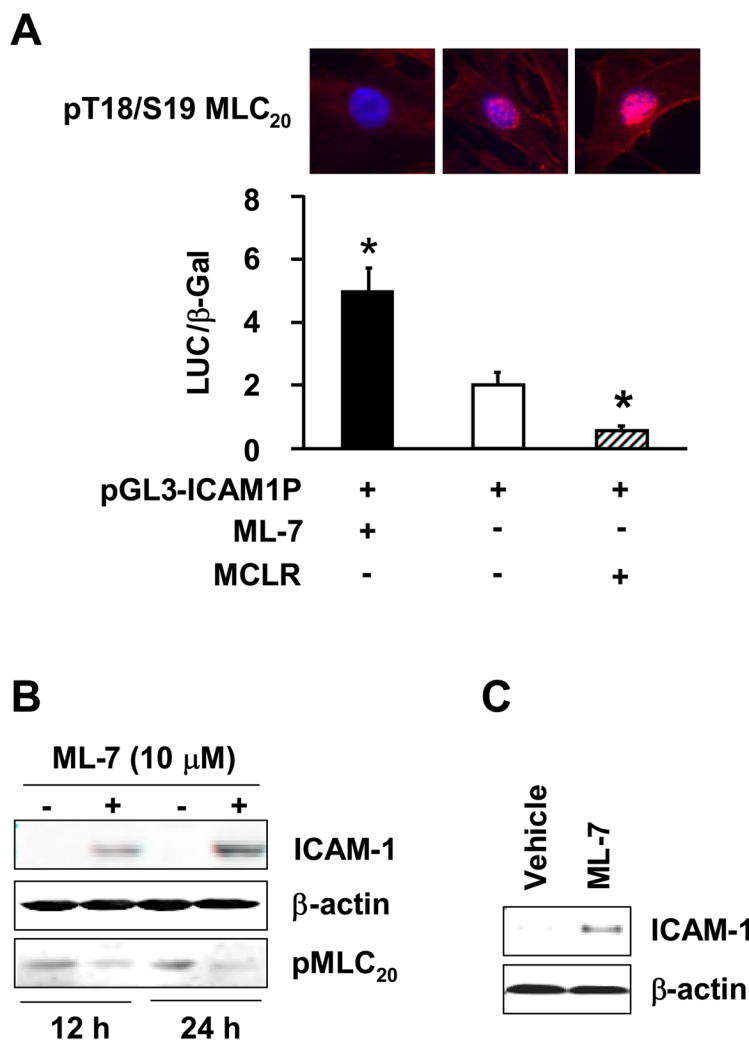 A
pT18/S19 MLC20
8
6
4
2
0
LUC/β-Gal
*
*
pGL3-ICAM1P + + +
ML-7 + - -
MCLR - - +
B
ML-7 (10 μM)
- + - +
ICAM-1
β-actin
pMLC20
12 h 24 h
C
Vehicle
ML-7
ICAM-1
β-actin